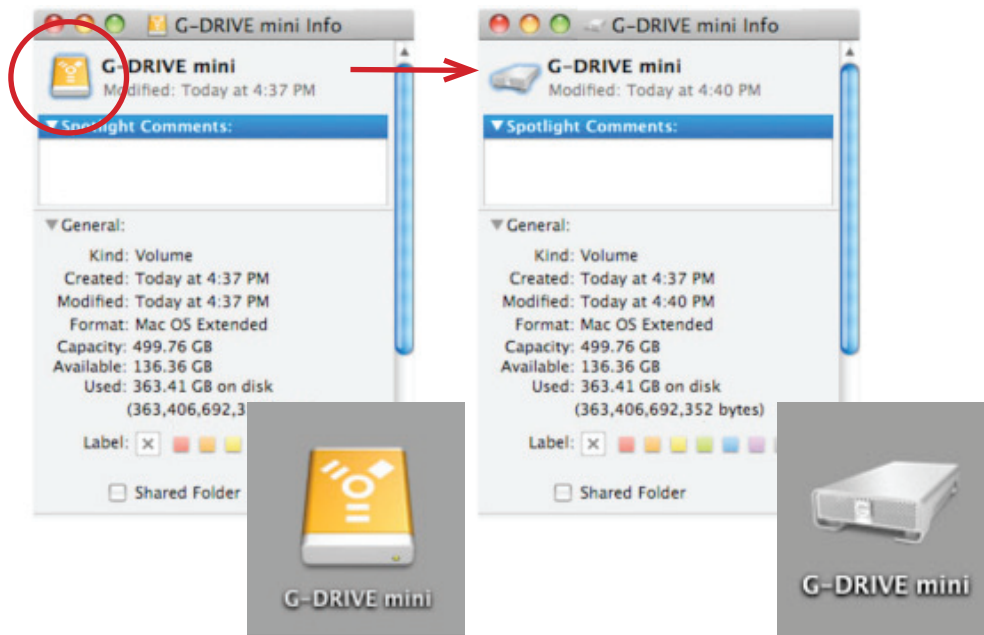 G-DRIVE mini Info
G-DRIVE mini
Modified: Today at 4:37 PM
▼Spotlight Comments:
▼General:
Kind: Volume
Created: Today at 4:37 PM
Modified: Today at 4:37 PM
Format: Mac OS Extended
Capacity: 499.76 GB
Available: 136.36 GB
Used: 363.41 GB on disk
(363,406,692,3
Label:
Shared Folder
G-DRIVE mini
G-DRIVE mini Info
G-DRIVE mini
Modified: Today at 4:40 PM
▼Spotlight Comments:
▼General:
Kind: Volume
Created: Today at 4:37 PM
Modified: Today at 4:40 PM
Format: Mac OS Extended
Capacity: 499.76 GB
Available: 136.36 GB
Used: 363.41 GB on disk
(363,406,692,352 bytes)
Label:
Shared Folder
G-DRIVE mini